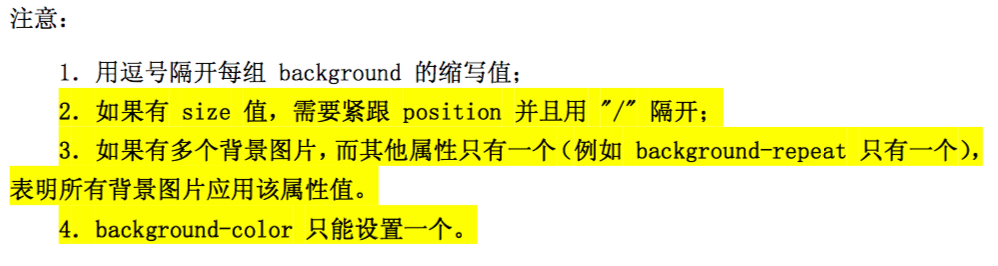 注意：
1．用逗号隔开每组 background 的缩写值；
2．如果有 size 值，需要紧跟 position 并且用 "/" 隔开；
3．如果有多个背景图片，而其他属性只有一个（例如 background-repeat 只有一个），
表明所有背景图片应用该属性值。
4．background-color 只能设置一个。